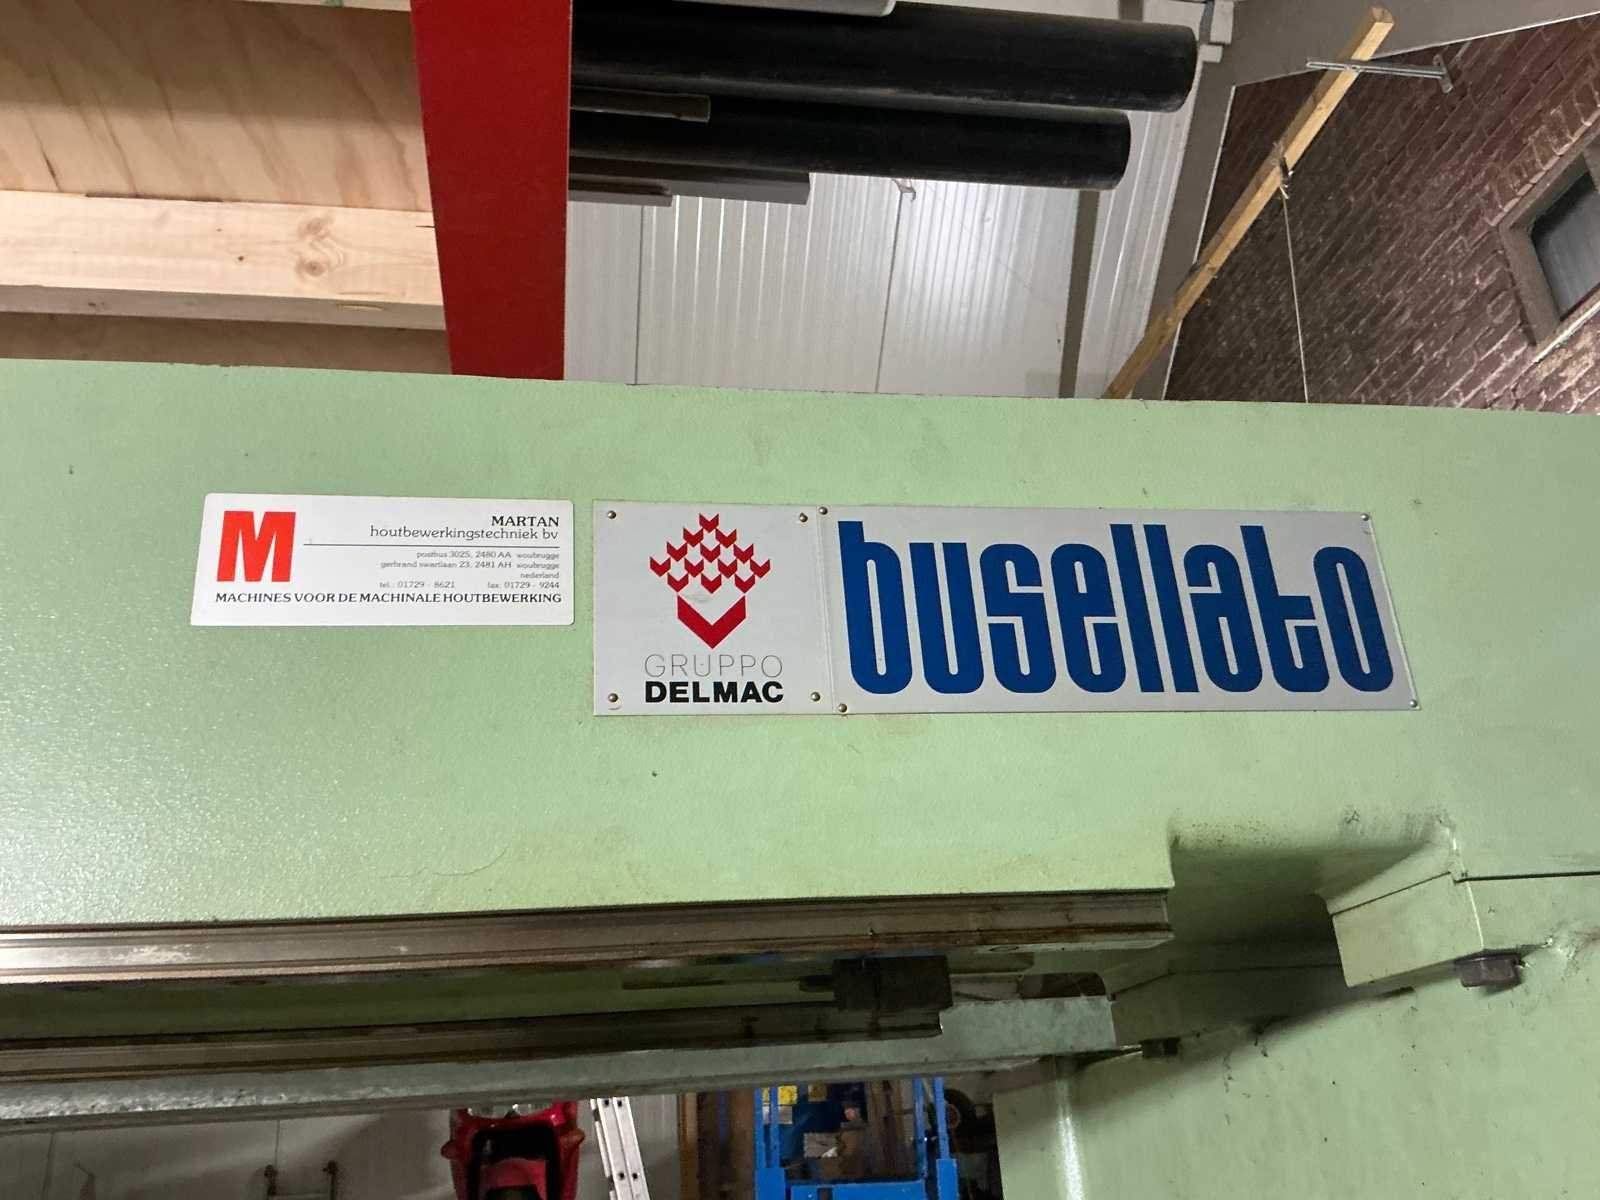 M
MARTAN
houtbewerkingstechniek bv
postbus 3025, 2480 AA woubrugge
gerbrand swartlaan 23, 2481 AH woubrugge
nederland
tel.: 01729 - 8621 fax: 01729 - 9244
MACHINES VOOR DE MACHINALE HOUTBEWERKING
GRUPPO
DELMAC
busellato